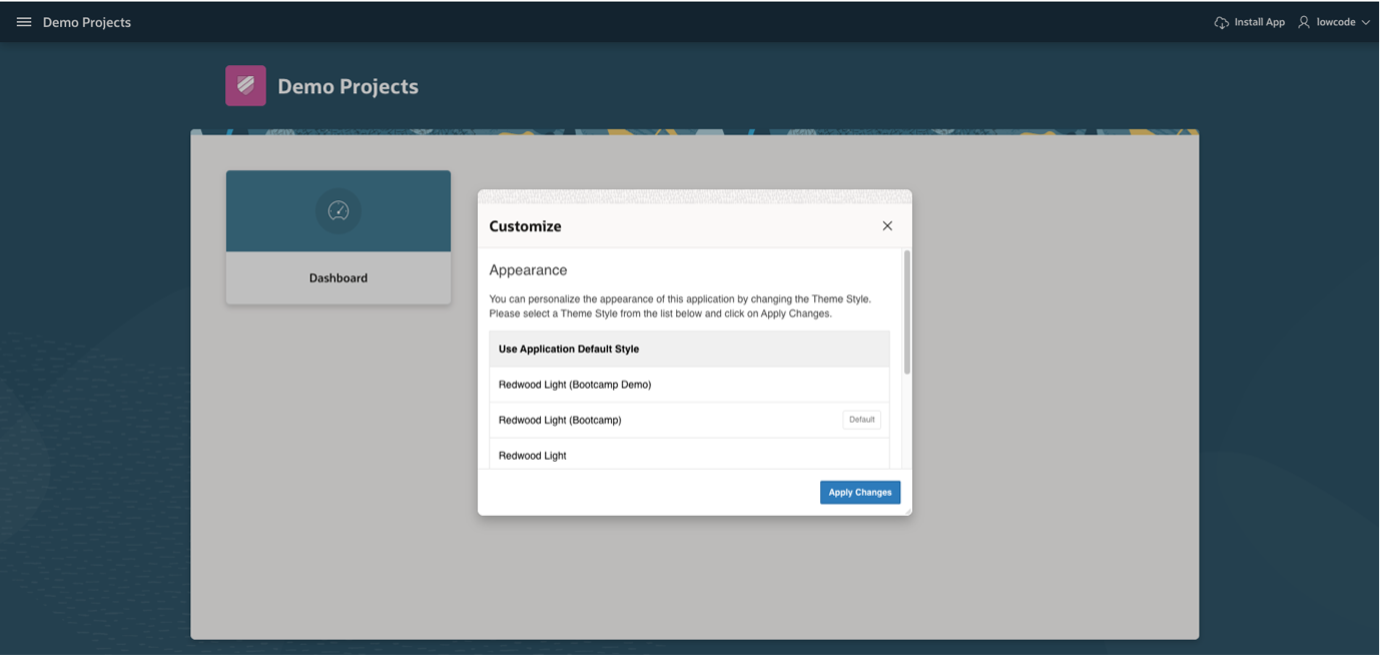 Demo Projects
Install App
lowcode
Demo Projects
Dashboard
Customize
Appearance
You can personalize the appearance of this application by changing the Theme Style.
Please select a Theme Style from the list below and click on Apply Changes.
Use Application Default Style
Redwood Light (Bootcamp Demo)
Redwood Light (Bootcamp)
Default
Redwood Light
Apply Changes